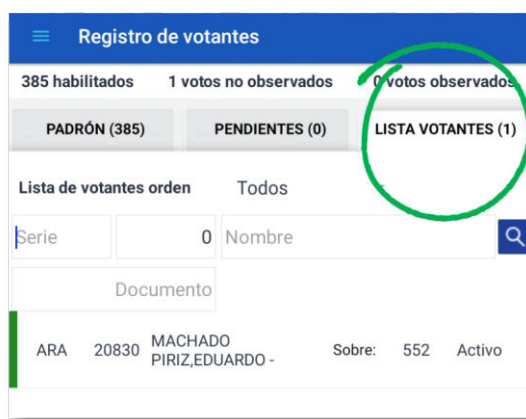 Registro de votantes
385 habilitados 1 votos no observados 0 votos observados
PADRÓN (385) PENDIENTES (0) LISTA VOTANTES (1)
Lista de votantes orden Todos
Serie 0 Nombre
Documento
ARA 20830 MACHADO PIRIZ,EDUARDO - Sobre: 552 Activo